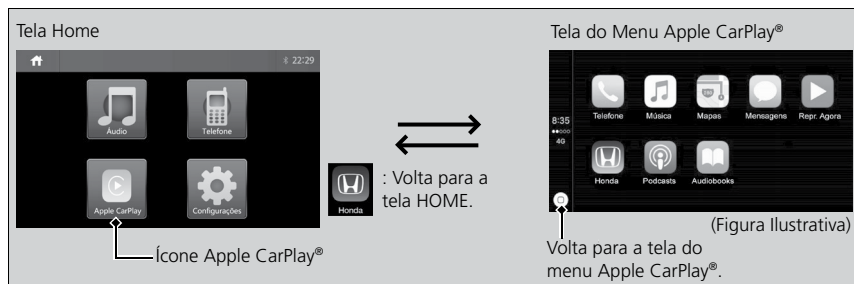 Tela Home
22:29
Áudio
Telefone
Apple CarPlay
Configurações
Ícone Apple CarPlay®
Honda
: Volta para a
tela HOME.
Tela do Menu Apple CarPlay®
8:35
4G
Telefone
Música
Mapas
Mensagens
Repr. Agora
Honda
Podcasts
Audiobooks
(Figura Ilustrativa)
Volta para a tela do
menu Apple CarPlay®.